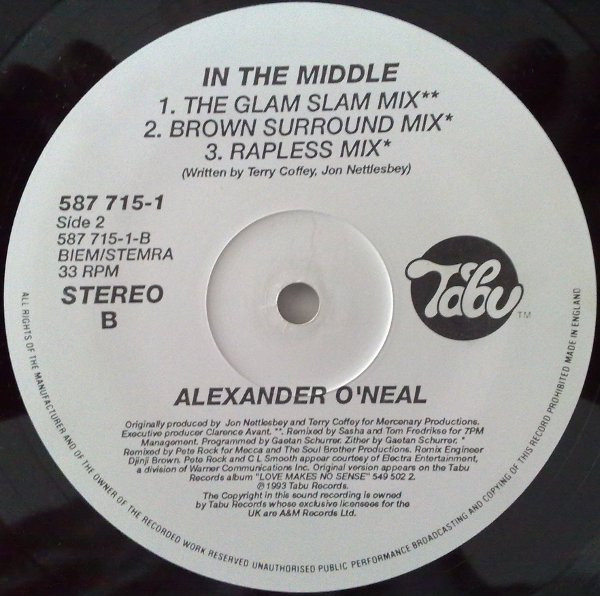 IN THE MIDDLE
1. THE GLAM SLAM MIX**
2. BROWN SURROUND MIX*
3. RAPLESS MIX*
(Written by Terry Coffey, Jon Nettlesbey)
587 715-1
Side 2
587 715-1-B
BIEM/STEMRA
33 RPM
STEREO
B
Tabu
TM
ALEXANDER O'NEAL
Originally produced by Jon Nettlesbey and Terry Coffey for Mercenary Productions.
Executive producer Clarence Avant. **. Remixed by Sasha and Tom Fredrikse for 7PM
Management. Programmed by Gaetan Schurrer. Zither by Gaetan Schurrer, *
Remixed by Pete Rock for Mecca and The Soul Brother Productions. Remix Engineer
Djinji Brown. Pete Rock and C L Smooth appear courtesy of Electra Entertainment,
a division of Warner Communications Inc. Original version appears on the Tabu
Records album "LOVE MAKES NO SENSE" 549 502 2.
℗ 1993 Tabu Records.
The Copyright in this sound recording is owned
by Tabu Records whose exclusive licensees for the
UK are A&M Records Ltd.
ALL RIGHTS OF THE MANUFACTURER AND OF THE OWNER OF THE RECORDED WORK RESERVED UNAUTHORISED PUBLIC PERFORMANCE BROADCASTING AND COPYING OF THIS RECORD PROHIBITED MADE IN ENGLAND